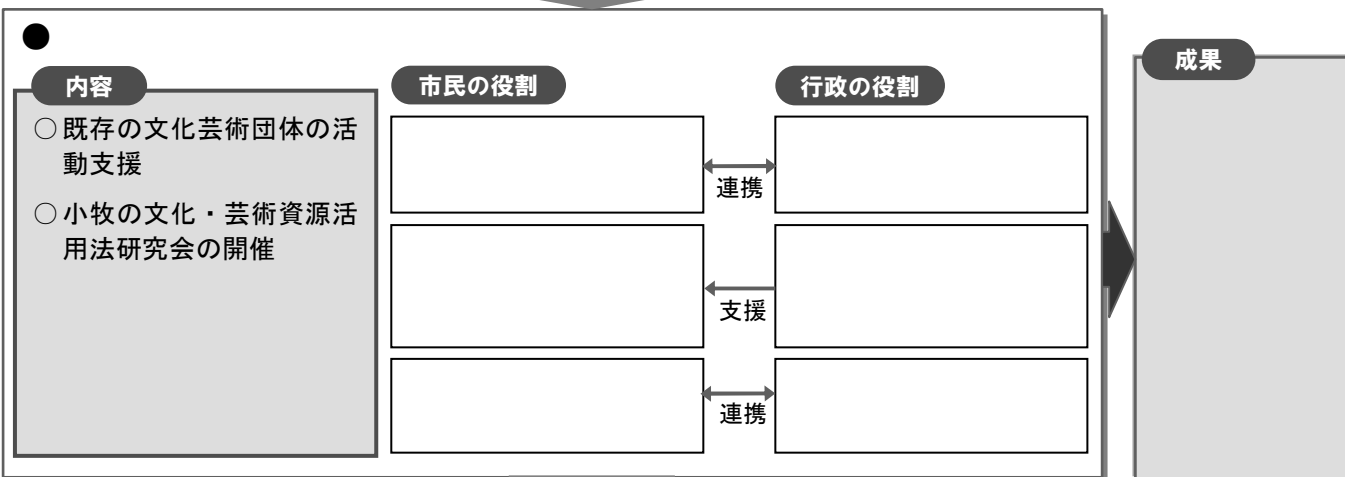 ●
内容
○既存の文化芸術団体の活
動支援
○小牧の文化・芸術資源活
用法研究会の開催
市民の役割
行政の役割
連携
支援
連携
成果